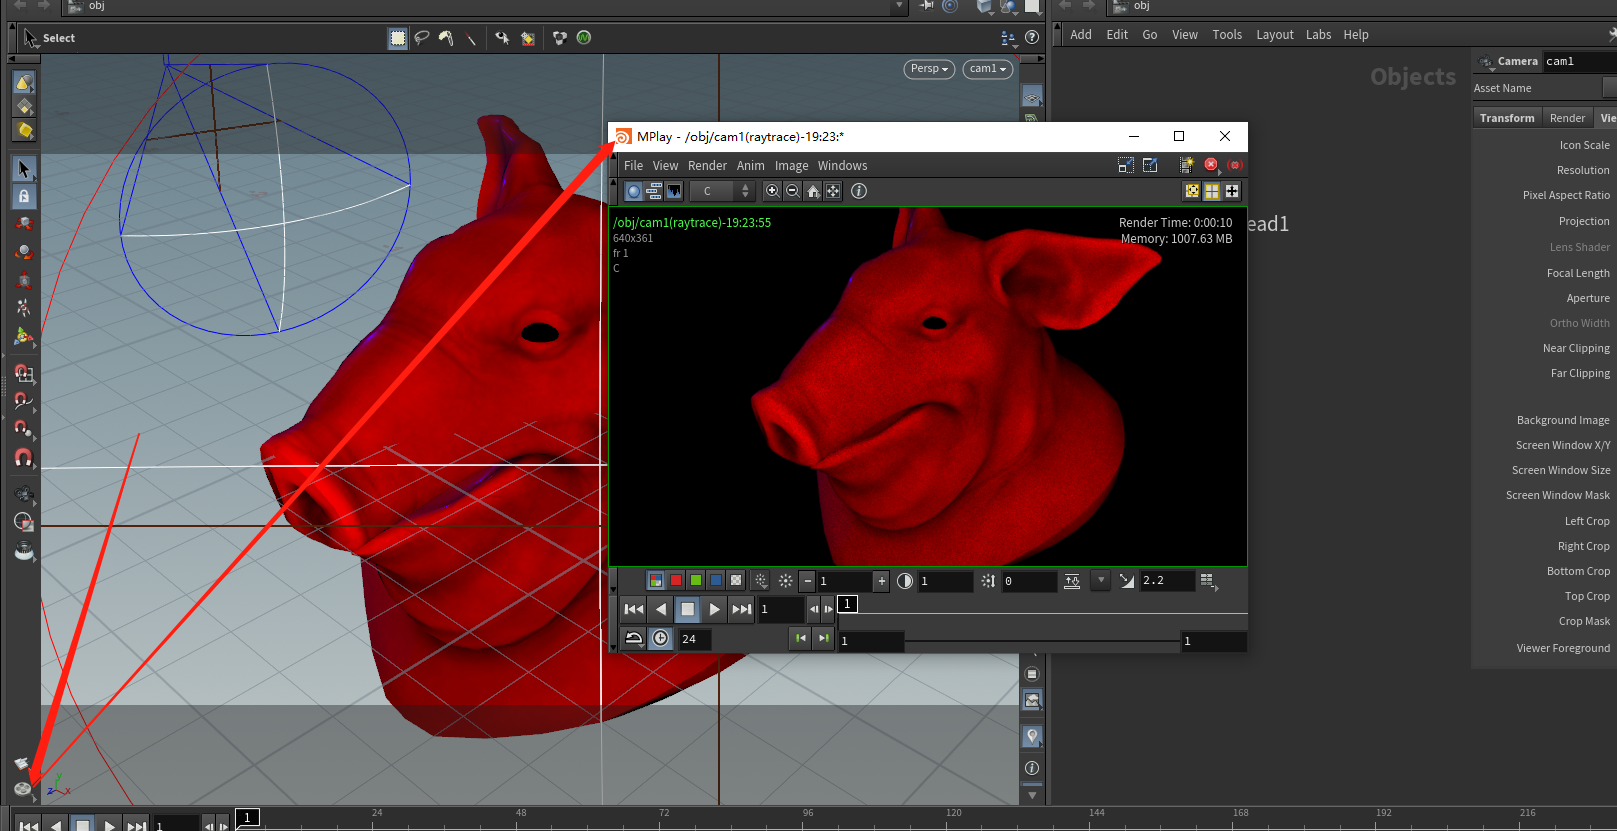 obj
obj
Select
Add Edit Go View Tools Layout Labs Help
Persp
cam1
Objects
Camera cam1
Asset Name
Transform Render Vie
Icon Scale
Resolution
Pixel Aspect Ratio
Projection
Lens Shader
Focal Length
Aperture
Ortho Width
Near Clipping
Far Clipping
Background Image
Screen Window X/Y
Screen Window Size
Screen Window Mask
Left Crop
Right Crop
Bottom Crop
Top Crop
Crop Mask
Viewer Foreground
ead1
MPlay - /obj/cam1(raytrace)-19:23:*
File View Render Anim Image Windows
C
/obj/cam1(raytrace)-19:23:55
640x361
fr 1
C
Render Time: 0:00:10
Memory: 1007.63 MB
1 1 0 2.2
1 1
24 1 1
y
z x
1 1 24 48 72 96 120 144 168 192 216